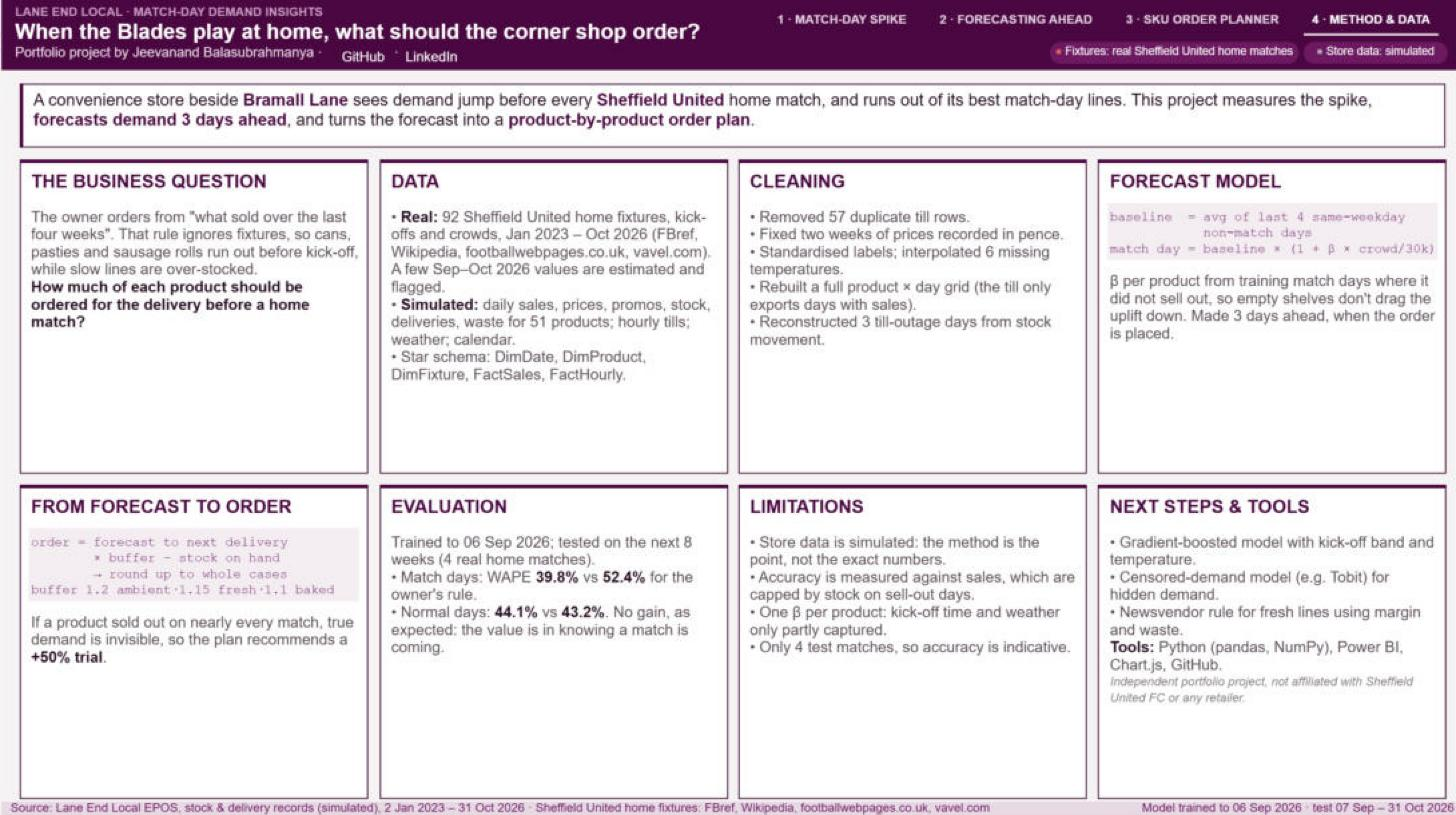 LANE END LOCAL · MATCH-DAY DEMAND INSIGHTS
When the Blades play at home, what should the corner shop order?
Portfolio project by Jeevanand Balasubrahmanya · GitHub · LinkedIn
1 · MATCH-DAY SPIKE 2 · FORECASTING AHEAD 3 · SKU ORDER PLANNER 4 · METHOD & DATA
● Fixtures: real Sheffield United home matches ● Store data: simulated
A convenience store beside Bramall Lane sees demand jump before every Sheffield United home match, and runs out of its best match-day lines. This project measures the spike,
forecasts demand 3 days ahead, and turns the forecast into a product-by-product order plan.
THE BUSINESS QUESTION
The owner orders from "what sold over the last
four weeks". That rule ignores fixtures, so cans,
pasties and sausage rolls run out before kick-off,
while slow lines are over-stocked.
How much of each product should be
ordered for the delivery before a home
match?
DATA
• Real: 92 Sheffield United home fixtures, kick-
offs and crowds, Jan 2023 – Oct 2026 (FBref,
Wikipedia, footballwebpages.co.uk, vavel.com).
A few Sep–Oct 2026 values are estimated and
flagged.
• Simulated: daily sales, prices, promos, stock,
deliveries, waste for 51 products; hourly tills;
weather; calendar.
• Star schema: DimDate, DimProduct,
DimFixture, FactSales, FactHourly.
CLEANING
• Removed 57 duplicate till rows.
• Fixed two weeks of prices recorded in pence.
• Standardised labels; interpolated 6 missing
temperatures.
• Rebuilt a full product × day grid (the till only
exports days with sales).
• Reconstructed 3 till-outage days from stock
movement.
FORECAST MODEL
baseline = avg of last 4 same-weekday
non-match days
match day = baseline × (1 + β × crowd/30k)
β per product from training match days where it
did not sell out, so empty shelves don't drag the
uplift down. Made 3 days ahead, when the order
is placed.
FROM FORECAST TO ORDER
order = forecast to next delivery
× buffer − stock on hand
→ round up to whole cases
buffer 1.2 ambient·1.15 fresh·1.1 baked
If a product sold out on nearly every match, true
demand is invisible, so the plan recommends a
+50% trial.
EVALUATION
Trained to 06 Sep 2026; tested on the next 8
weeks (4 real home matches).
• Match days: WAPE 39.8% vs 52.4% for the
owner's rule.
• Normal days: 44.1% vs 43.2%. No gain, as
expected: the value is in knowing a match is
coming.
LIMITATIONS
• Store data is simulated: the method is the
point, not the exact numbers.
• Accuracy is measured against sales, which are
capped by stock on sell-out days.
• One β per product: kick-off time and weather
only partly captured.
• Only 4 test matches, so accuracy is indicative.
NEXT STEPS & TOOLS
• Gradient-boosted model with kick-off band and
temperature.
• Censored-demand model (e.g. Tobit) for
hidden demand.
• Newsvendor rule for fresh lines using margin
and waste.
Tools: Python (pandas, NumPy), Power BI,
Chart.js, GitHub.
Independent portfolio project, not affiliated with Sheffield
United FC or any retailer.
Source: Lane End Local EPOS, stock & delivery records (simulated), 2 Jan 2023 – 31 Oct 2026 · Sheffield United home fixtures: FBref, Wikipedia, footballwebpages.co.uk, vavel.com
Model trained to 06 Sep 2026 · test 07 Sep – 31 Oct 2026